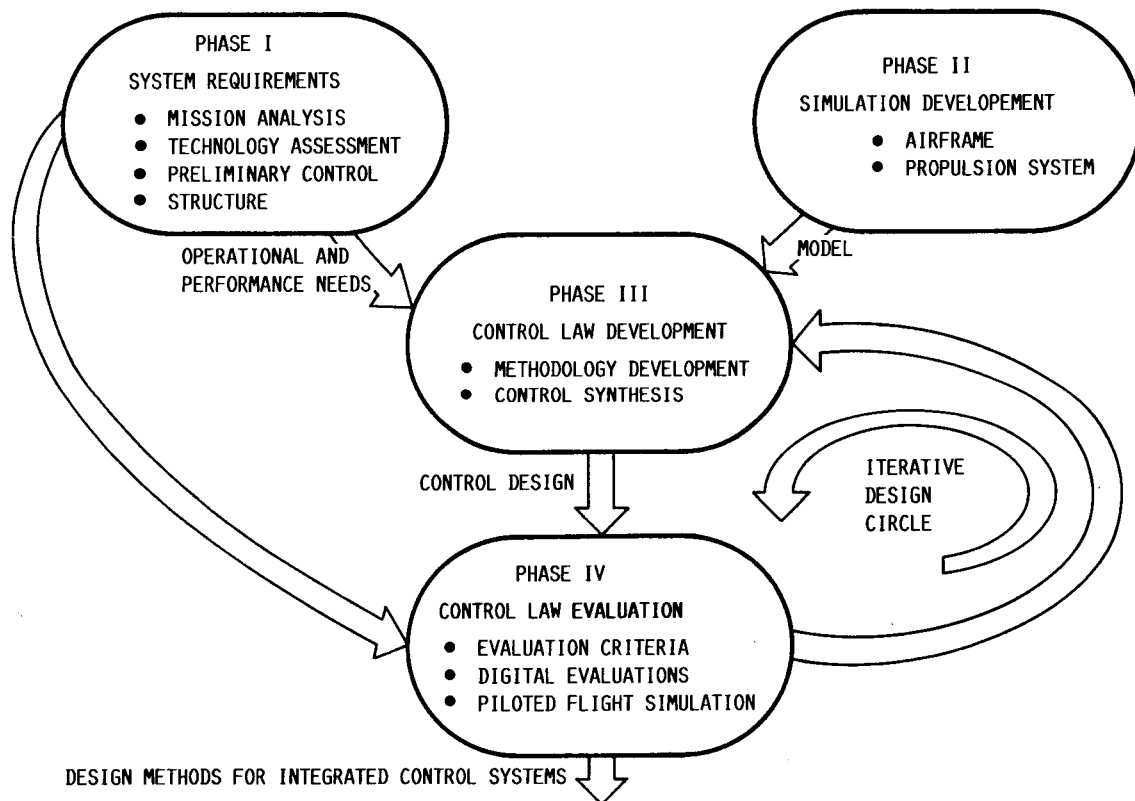 PHASE I
SYSTEM REQUIREMENTS
● MISSION ANALYSIS
● TECHNOLOGY ASSESSMENT
● PRELIMINARY CONTROL
● STRUCTURE
PHASE II
SIMULATION DEVELOPEMENT
● AIRFRAME
● PROPULSION SYSTEM
OPERATIONAL AND
PERFORMANCE NEEDS
MODEL
PHASE III
CONTROL LAW DEVELOPMENT
● METHODOLOGY DEVELOPMENT
● CONTROL SYNTHESIS
CONTROL DESIGN
ITERATIVE
DESIGN
CIRCLE
PHASE IV
CONTROL LAW EVALUATION
● EVALUATION CRITERIA
● DIGITAL EVALUATIONS
● PILOTED FLIGHT SIMULATION
DESIGN METHODS FOR INTEGRATED CONTROL SYSTEMS